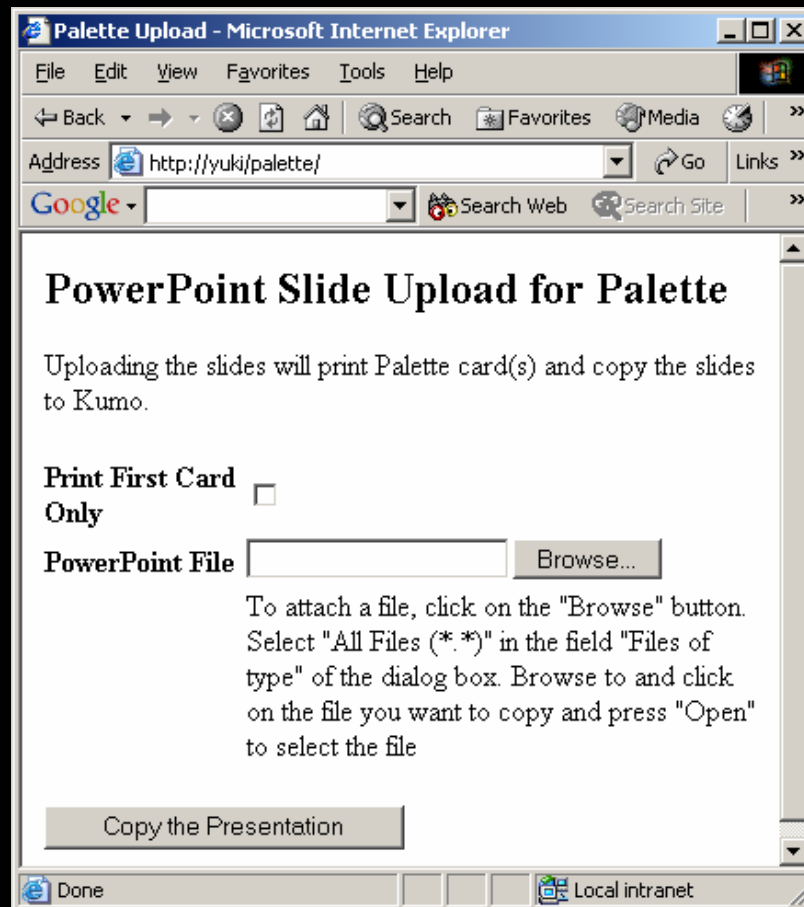 Palette Upload - Microsoft Internet Explorer
File Edit View Favorites Tools Help
Back Search Favorites Media »
Address http://yuki/palette/ Go Links »
Google Search Web Search Site »
PowerPoint Slide Upload for Palette
Uploading the slides will print Palette card(s) and copy the slides
to Kumo.
Print First Card
Only
PowerPoint File Browse...
To attach a file, click on the "Browse" button.
Select "All Files (*.*)" in the field "Files of
type" of the dialog box. Browse to and click
on the file you want to copy and press "Open"
to select the file
Copy the Presentation
Done Local intranet